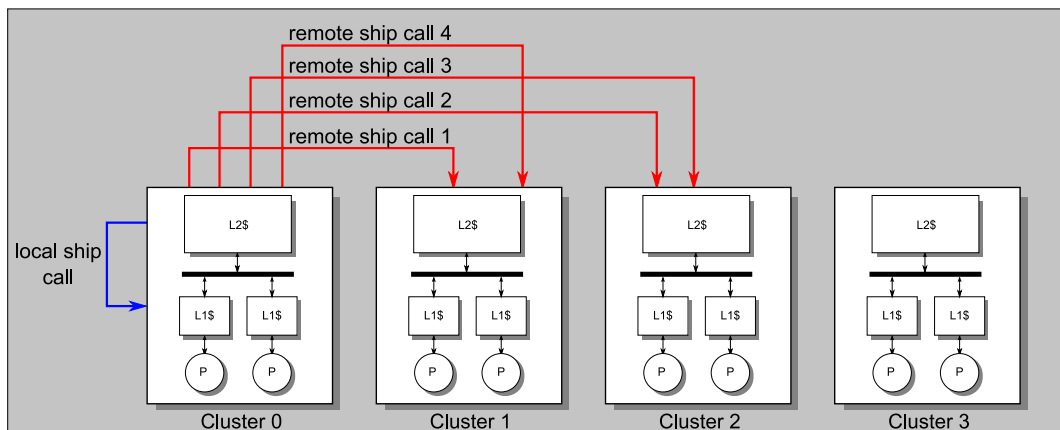 remote ship call 4
remote ship call 3
remote ship call 2
remote ship call 1
local ship
call
L2$
L2$
L2$
L2$
L1$ L1$
L1$ L1$
L1$ L1$
L1$ L1$
P P
P P
P P
P P
Cluster 0
Cluster 1
Cluster 2
Cluster 3